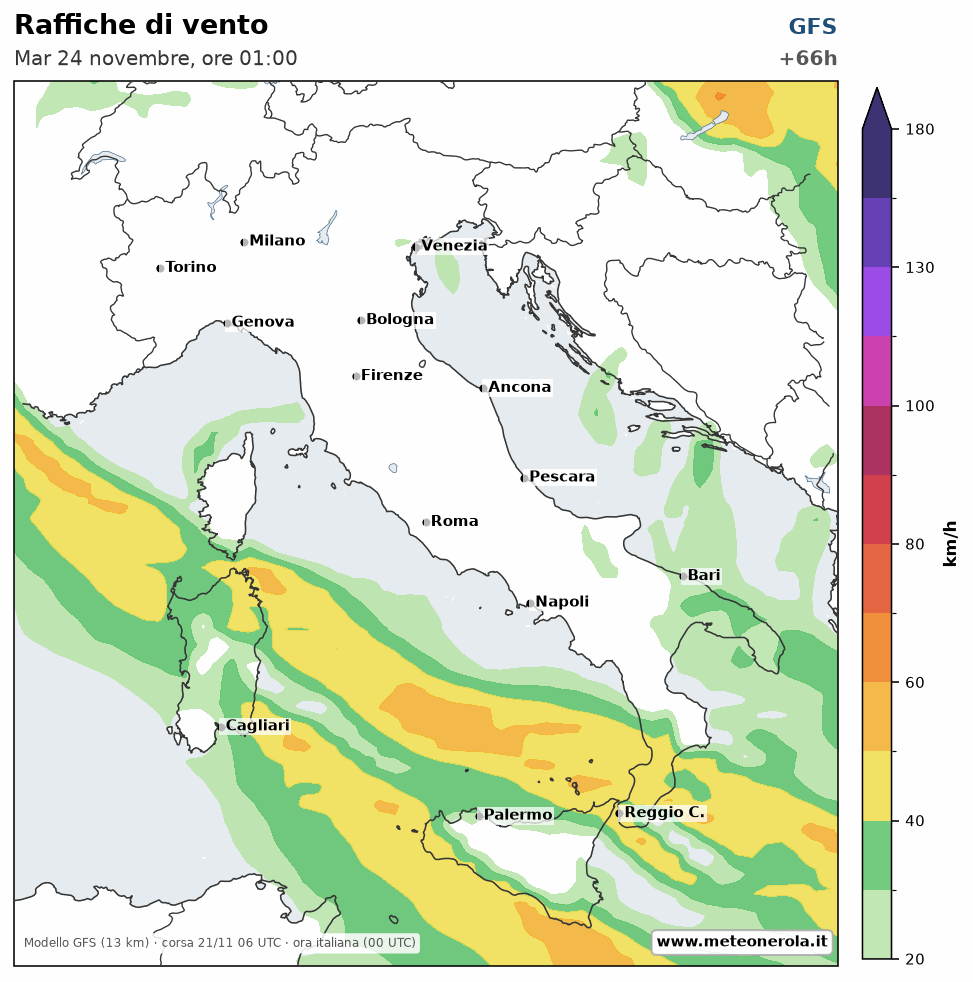 Raffiche di vento
GFS
Mar 24 novembre, ore 01:00
+66h
180
130
100
80
60
40
20
km/h
Milano
Venezia
Torino
Genova
Bologna
Firenze
Ancona
Pescara
Roma
Bari
Napoli
Cagliari
Palermo
Reggio C.
Modello GFS (13 km) · corsa 21/11 06 UTC · ora italiana (00 UTC)
www.meteonerola.it